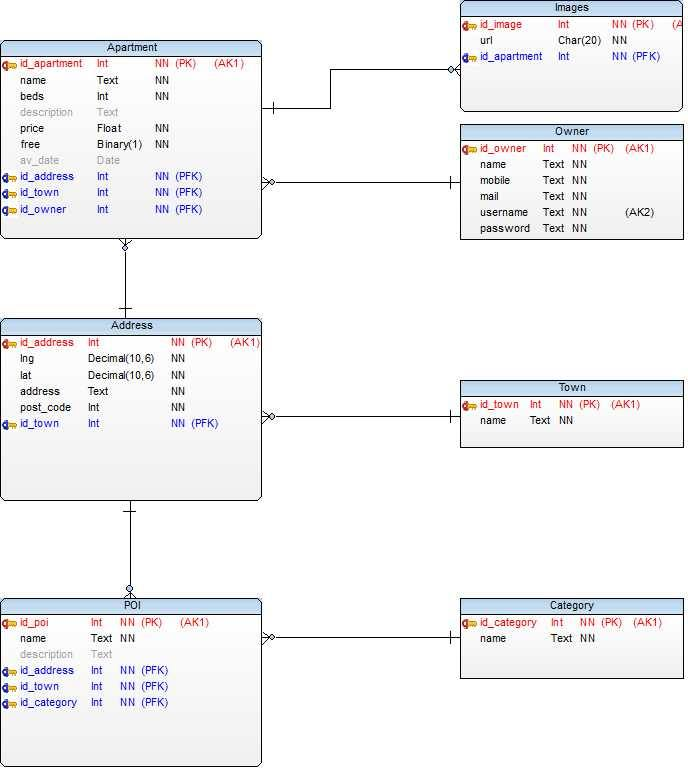 Apartment
id_apartment Int NN (PK) (AK1)
name Text NN
beds Int NN
description Text
price Float NN
free Binary(1) NN
av_date Date
id_address Int NN (PFK)
id_town Int NN (PFK)
id_owner Int NN (PFK)
Images
id_image Int NN (PK) (A
url Char(20) NN
id_apartment Int NN (PFK)
Owner
id_owner Int NN (PK) (AK1)
name Text NN
mobile Text NN
mail Text NN
username Text NN (AK2)
password Text NN
Address
id_address Int NN (PK) (AK1)
lng Decimal(10,6) NN
lat Decimal(10,6) NN
address Text NN
post_code Int NN
id_town Int NN (PFK)
Town
id_town Int NN (PK) (AK1)
name Text NN
POI
id_poi Int NN (PK) (AK1)
name Text NN
description Text
id_address Int NN (PFK)
id_town Int NN (PFK)
id_category Int NN (PFK)
Category
id_category Int NN (PK) (AK1)
name Text NN